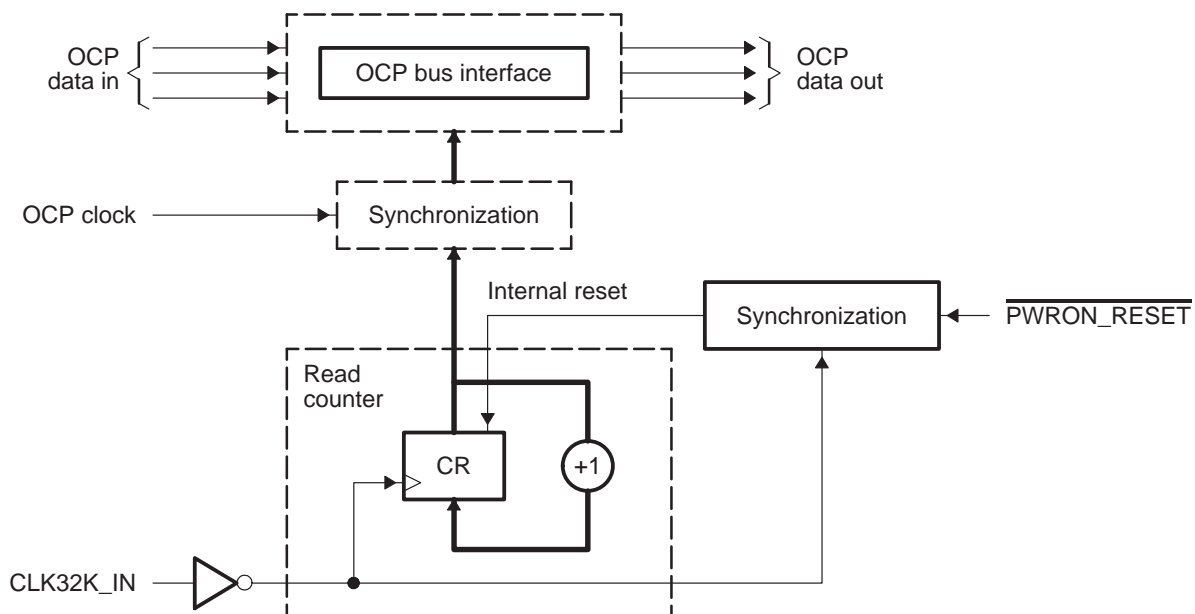 OCP
data in
OCP bus interface
OCP
data out
OCP clock
Synchronization
Internal reset
Synchronization
PWRON_RESET
Read
counter
CR
+1
CLK32K_IN